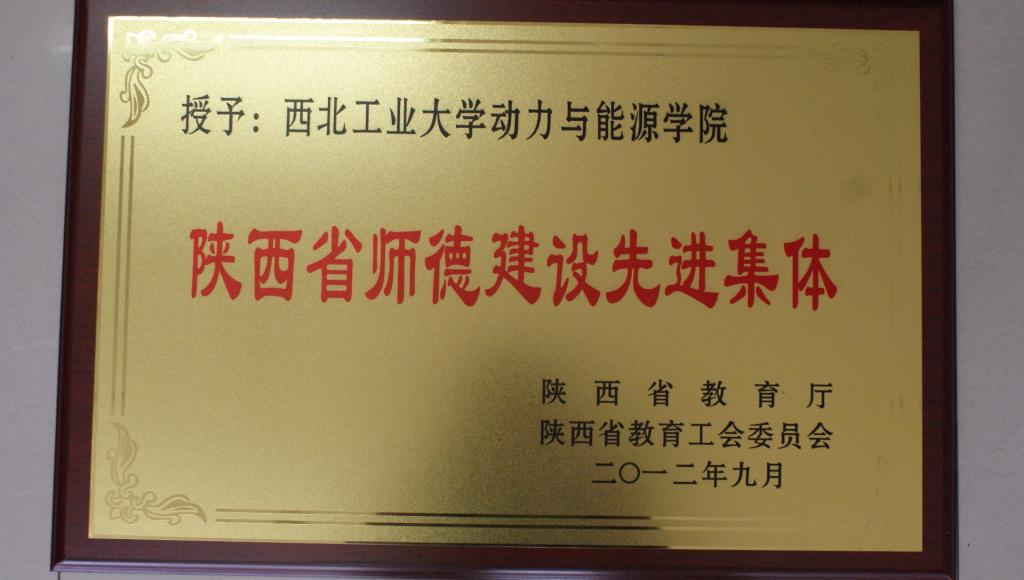 授予：西北工业大学动力与能源学院
陕西省师德建设先进集体
陕西省教育厅
陕西省教育工会委员会
二〇一二年九月